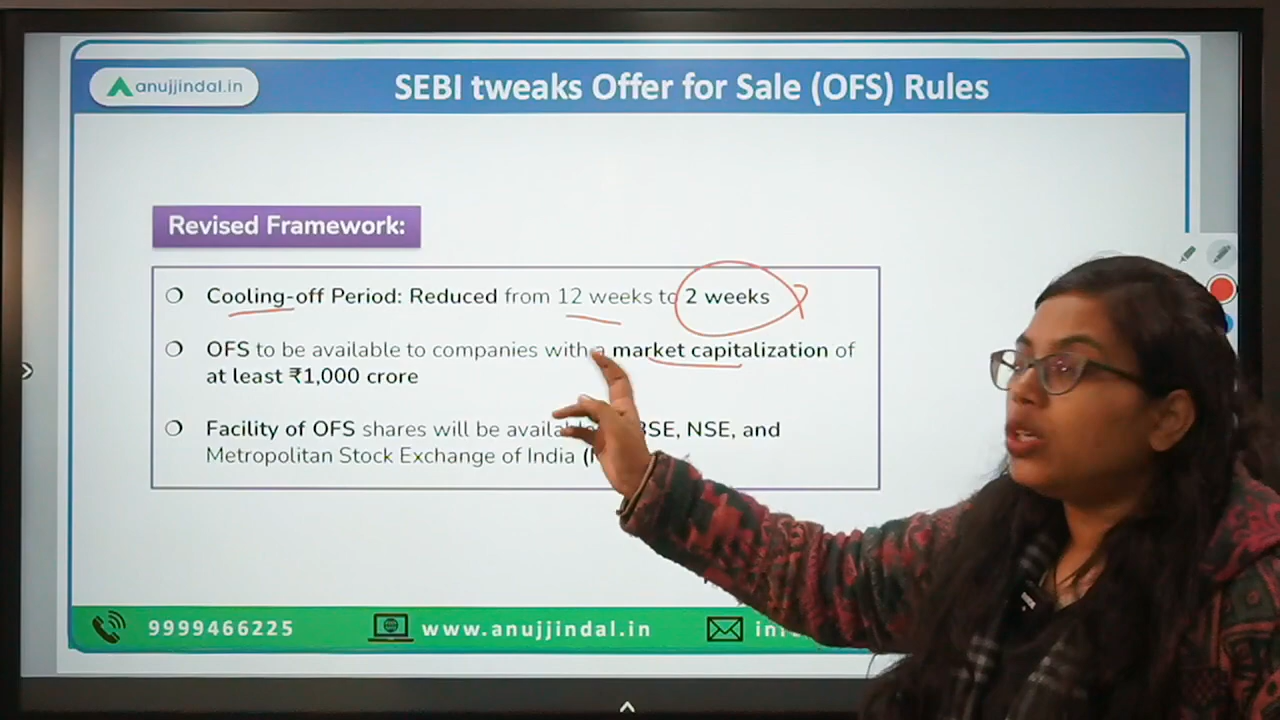 anujjindal.in
SEBI tweaks Offer for Sale (OFS) Rules
Revised Framework:
Cooling-off Period: Reduced from 12 weeks to 2 weeks
OFS to be available to companies with a market capitalization of
at least ₹1,000 crore
Facility of OFS shares will be BSE, NSE, and
Metropolitan Stock Exchange of India
9999466225
www.anujjindal.in